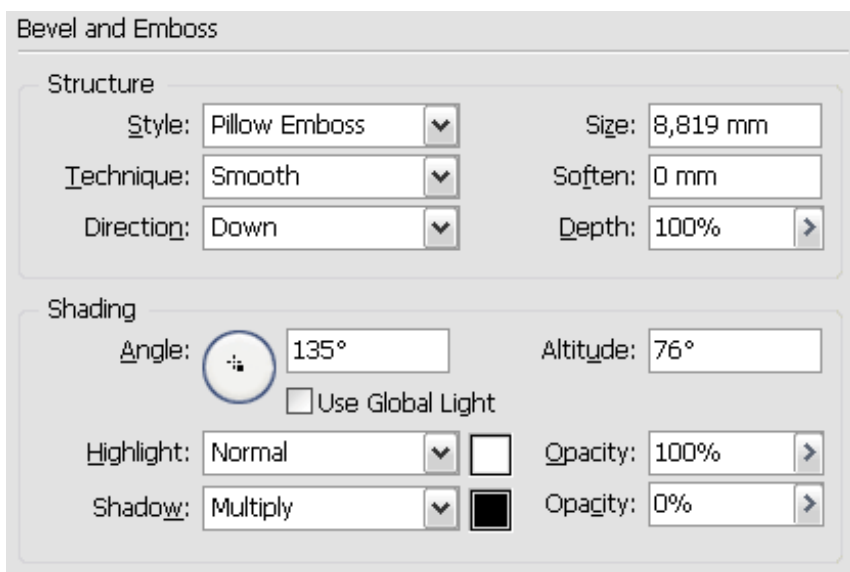 Bevel and Emboss
Structure
Style: Pillow Emboss Size: 8,819 mm
Technique: Smooth Soften: 0 mm
Direction: Down Depth: 100%
Shading
Angle: 135° Altitude: 76°
Use Global Light
Highlight: Normal Opacity: 100%
Shadow: Multiply Opacity: 0%